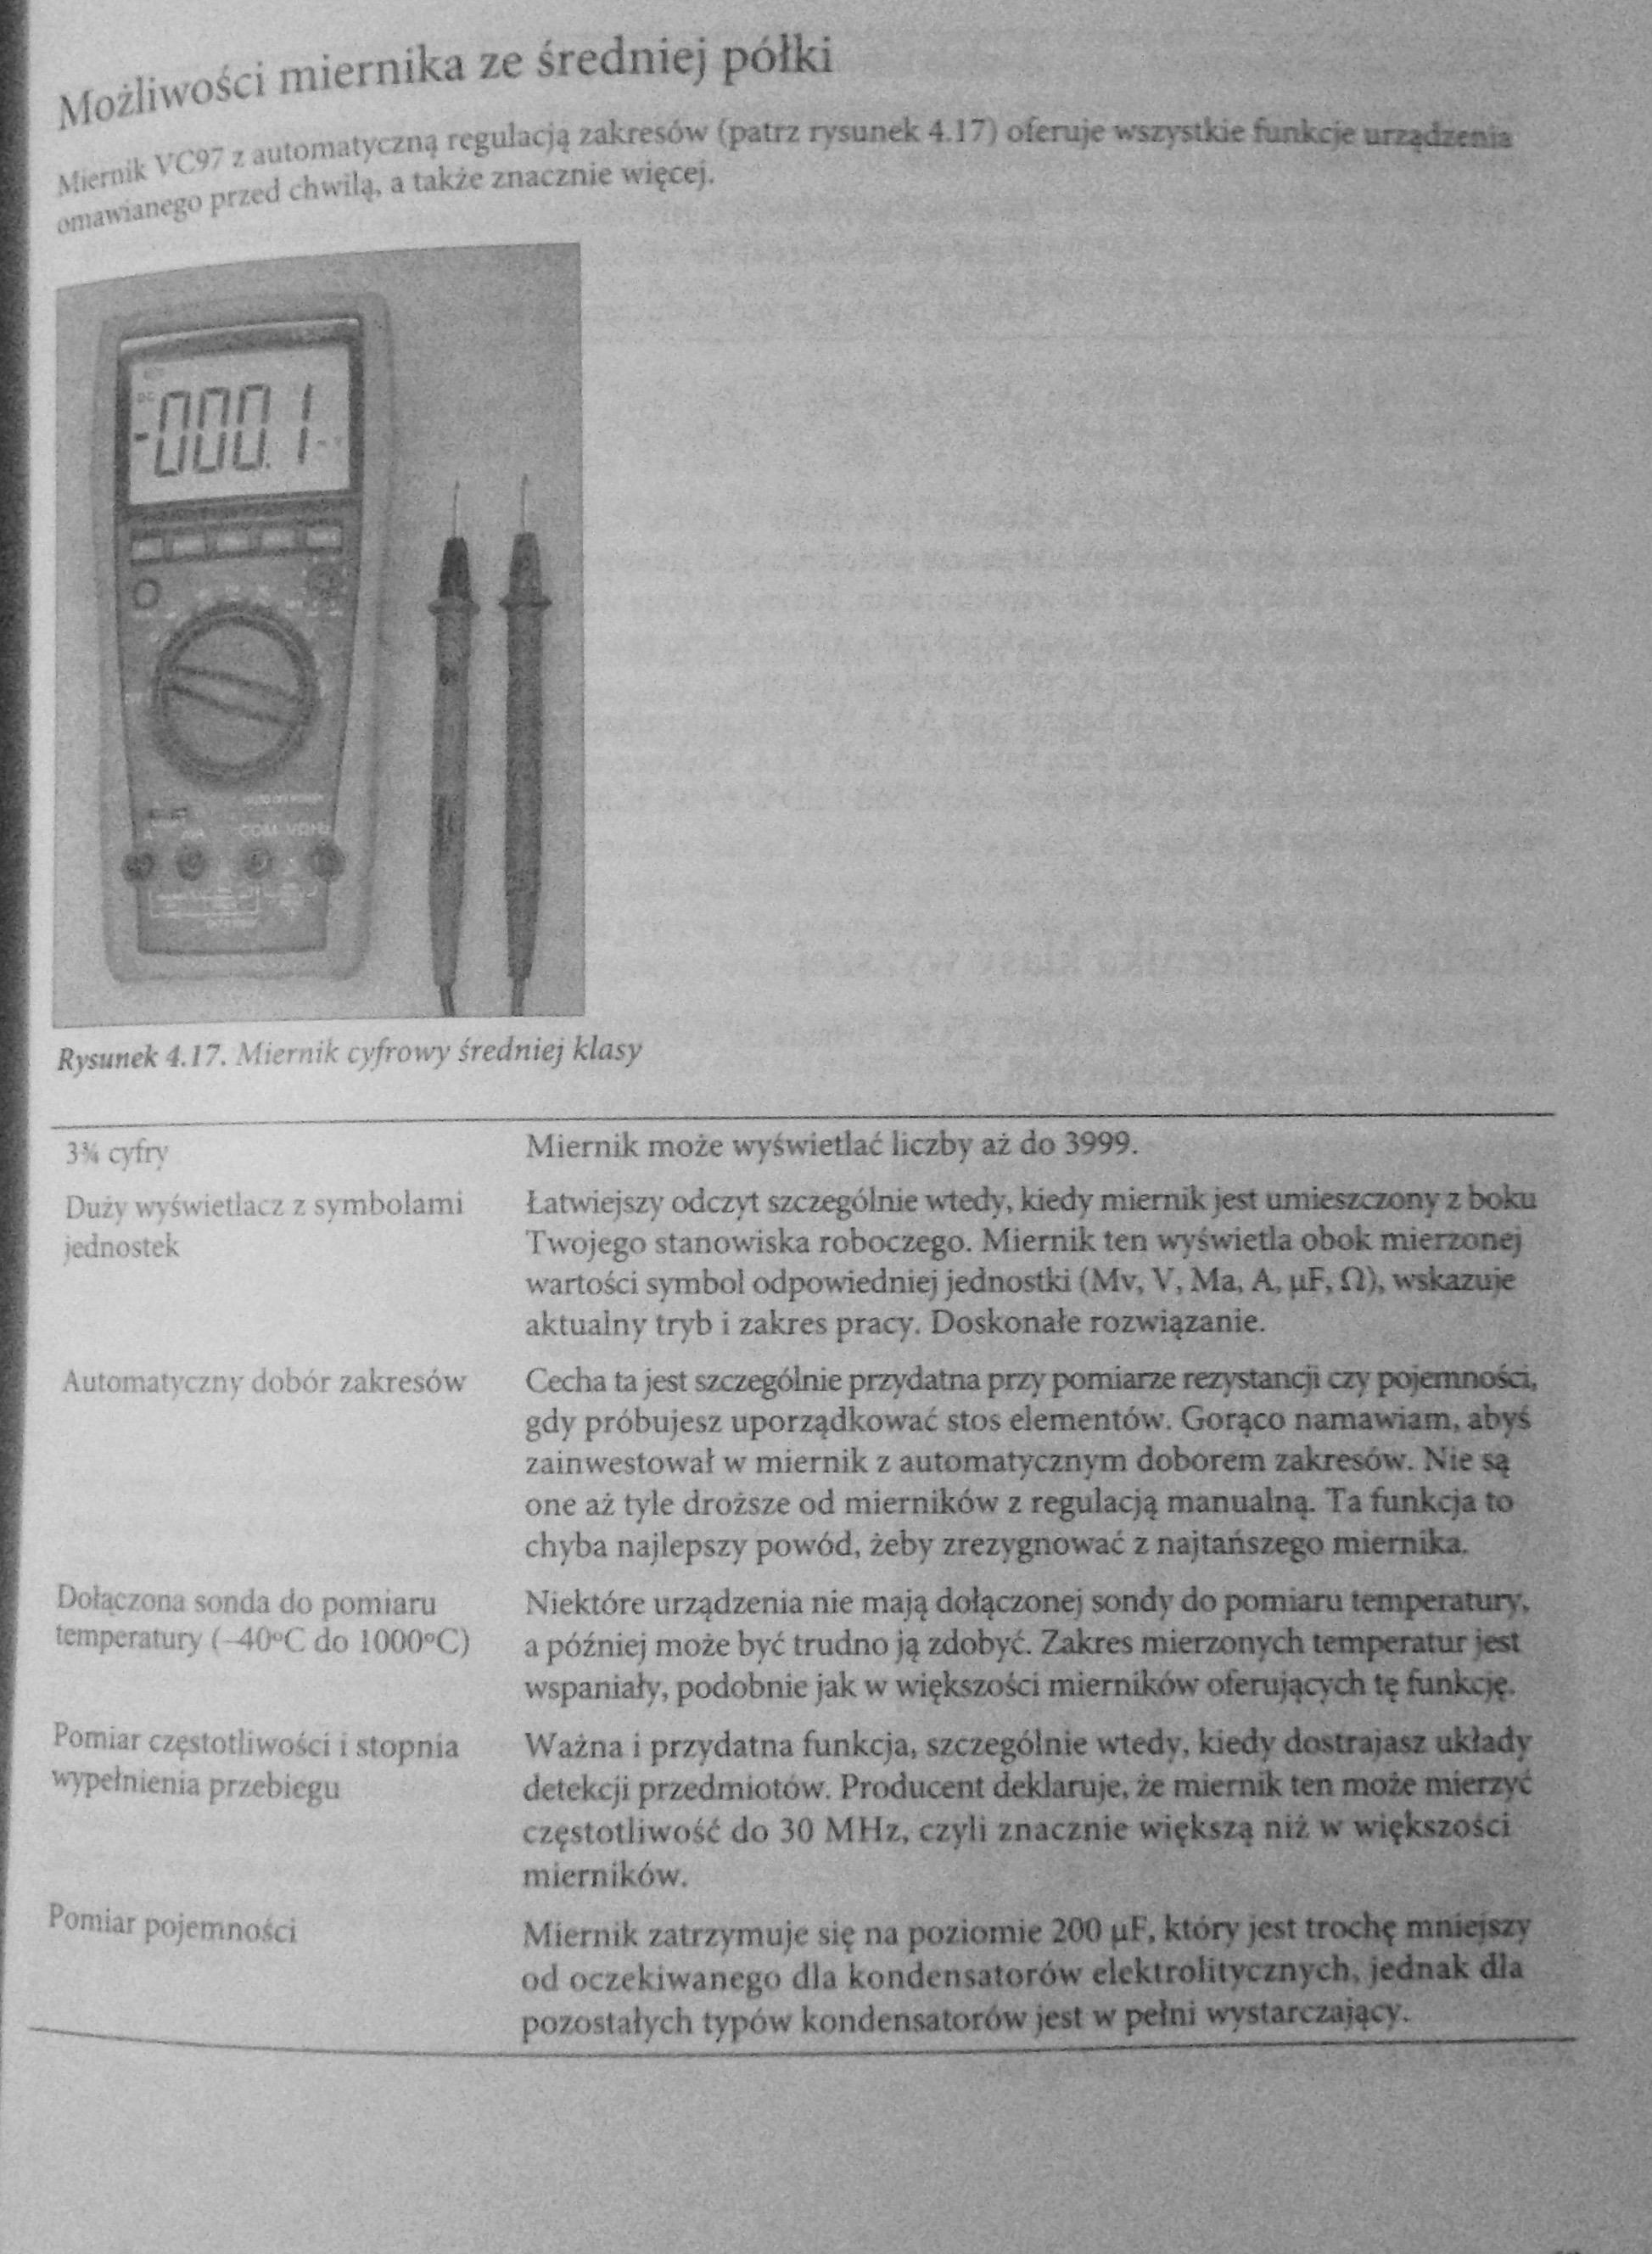 Możliwości miernika ze średniej półki
Miernik VC97 z automatyczną regulacją zakresów (patrz rysunek 4.17) oferuje wszystkie funkcje urządzenia
omawianego przed chwilą, a także znacznie więcej.
DC
-000.1
COM VΩHz
Rysunek 4.17. Miernik cyfrowy średniej klasy
3¾ cyfry
Miernik może wyświetlać liczby aż do 3999.
Duży wyświetlacz z symbolami
jednostek
Łatwiejszy odczyt szczególnie wtedy, kiedy miernik jest umieszczony z boku
Twojego stanowiska roboczego. Miernik ten wyświetla obok mierzonej
wartości symbol odpowiedniej jednostki (Mv, V, Ma, A, µF, Ω), wskazuje
aktualny tryb i zakres pracy. Doskonałe rozwiązanie.
Automatyczny dobór zakresów
Cecha ta jest szczególnie przydatna przy pomiarze rezystancji czy pojemności,
gdy próbujesz uporządkować stos elementów. Gorąco namawiam, abyś
zainwestował w miernik z automatycznym doborem zakresów. Nie są
one aż tyle droższe od mierników z regulacją manualną. Ta funkcja to
chyba najlepszy powód, żeby zrezygnować z najtańszego miernika.
Dołączona sonda do pomiaru
temperatury (–40°C do 1000°C)
Niektóre urządzenia nie mają dołączonej sondy do pomiaru temperatury,
a później może być trudno ją zdobyć. Zakres mierzonych temperatur jest
wspaniały, podobnie jak w większości mierników oferujących tę funkcję.
Pomiar częstotliwości i stopnia
wypełnienia przebiegu
Ważna i przydatna funkcja, szczególnie wtedy, kiedy dostrajasz układy
detekcji przedmiotów. Producent deklaruje, że miernik ten może mierzyć
częstotliwość do 30 MHz, czyli znacznie większą niż w większości
mierników.
Pomiar pojemności
Miernik zatrzymuje się na poziomie 200 µF, który jest trochę mniejszy
od oczekiwanego dla kondensatorów elektrolitycznych, jednak dla
pozostałych typów kondensatorów jest w pełni wystarczający.